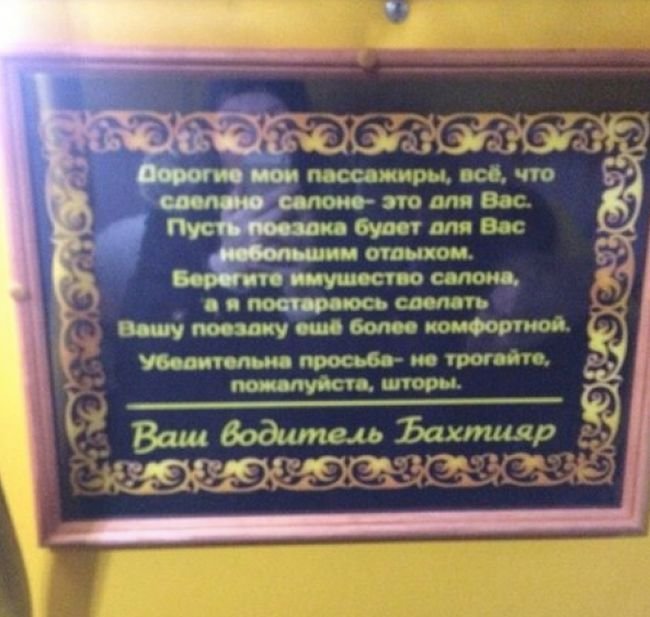 Дорогие мои пассажиры, всё, что
сделано салоне- это для Вас.
Пусть поездка будет для Вас
небольшим отдыхом.
Берегите имущество салона,
а я постараюсь сделать
Вашу поездку ещё более комфортной.
Убедительна просьба- не трогайте,
пожалуйста, шторы.
Ваш водитель Бахтияр